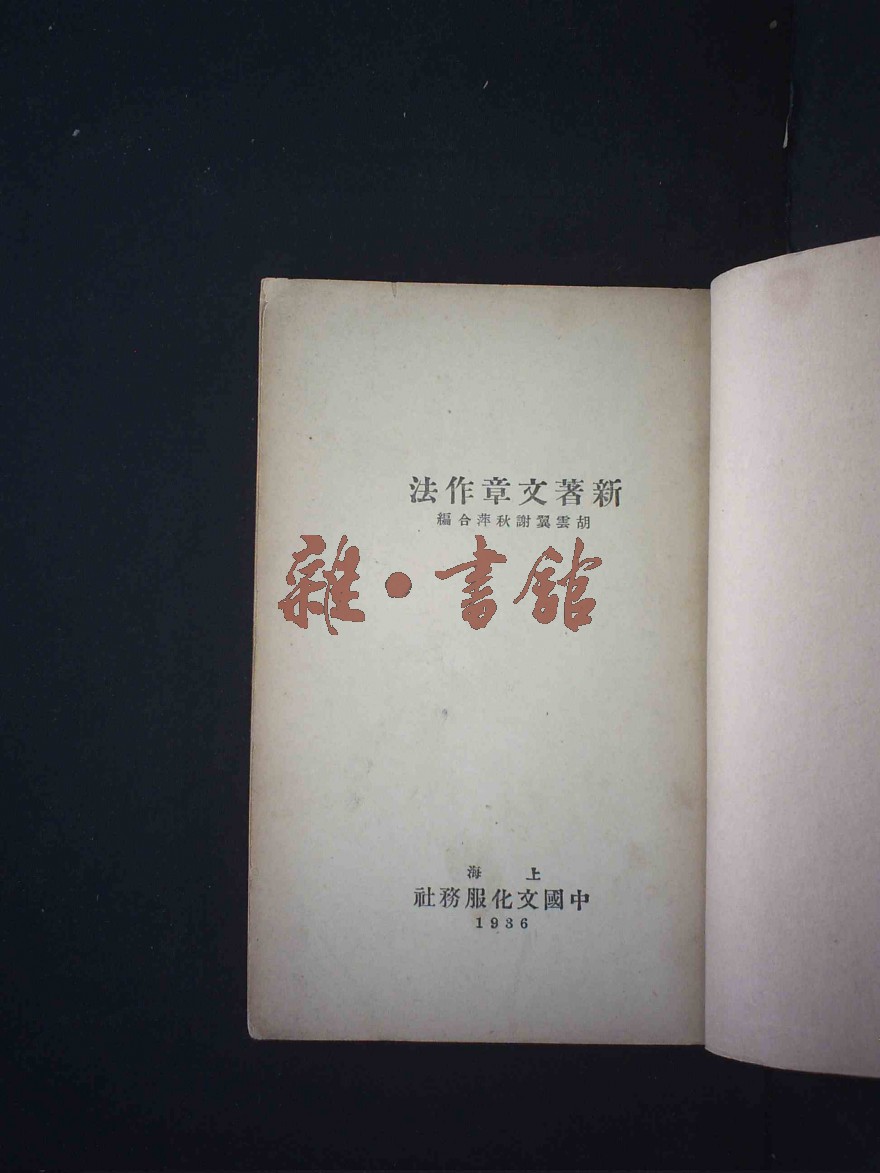 新著文章作法
胡雲翼謝秋萍合編
雜·書館
上海
中國文化服務社
1936